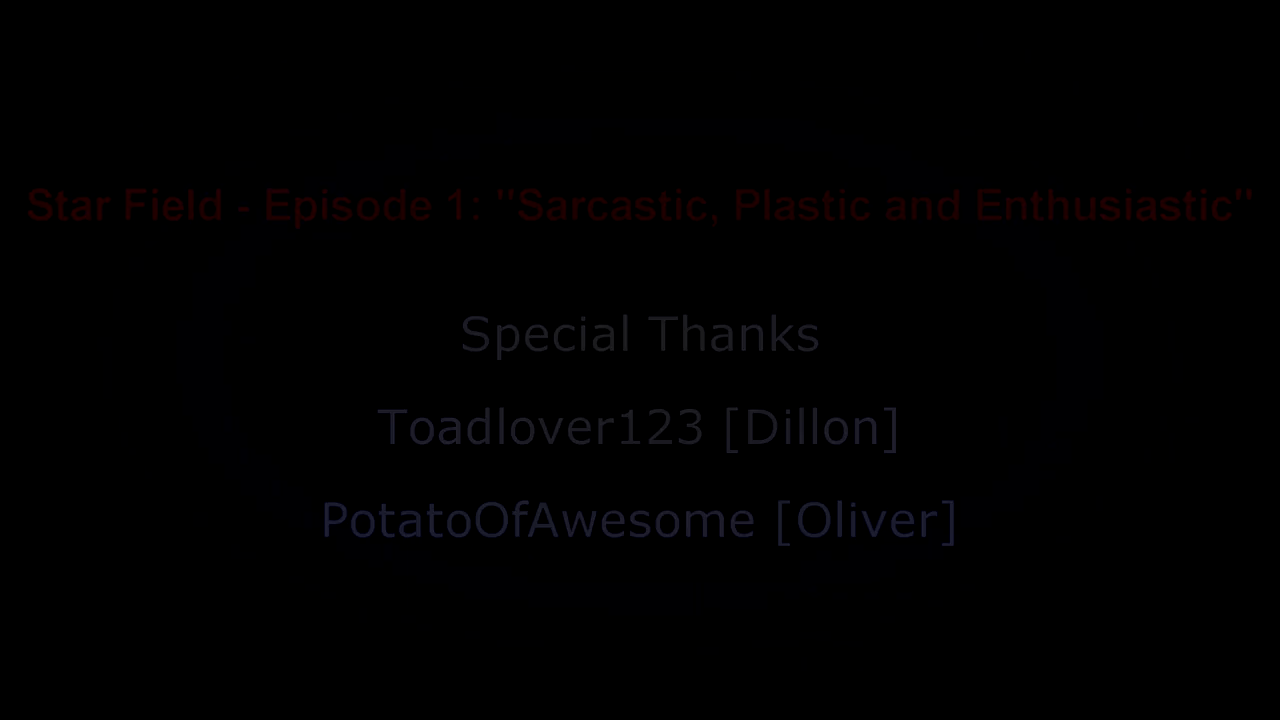 Star Field - Episode 1: "Sarcastic, Plastic and Enthusiastic"
Special Thanks
Toadlover123 [Dillon]
PotatoOfAwesome [Oliver]